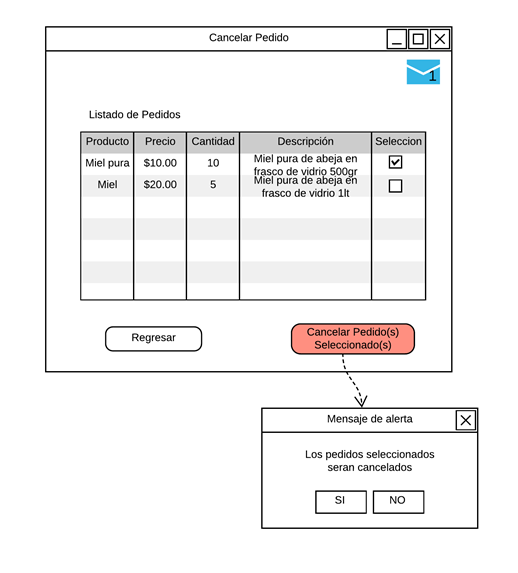 Cancelar Pedido
1
Listado de Pedidos
Producto Precio Cantidad Descripción Seleccion
Miel pura $10.00 10 Miel pura de abeja en
frasco de vidrio 500gr
Miel $20.00 5 Miel pura de abeja en
frasco de vidrio 1lt
Regresar
Cancelar Pedido(s)
Seleccionado(s)
Mensaje de alerta
Los pedidos seleccionados
seran cancelados
SI NO